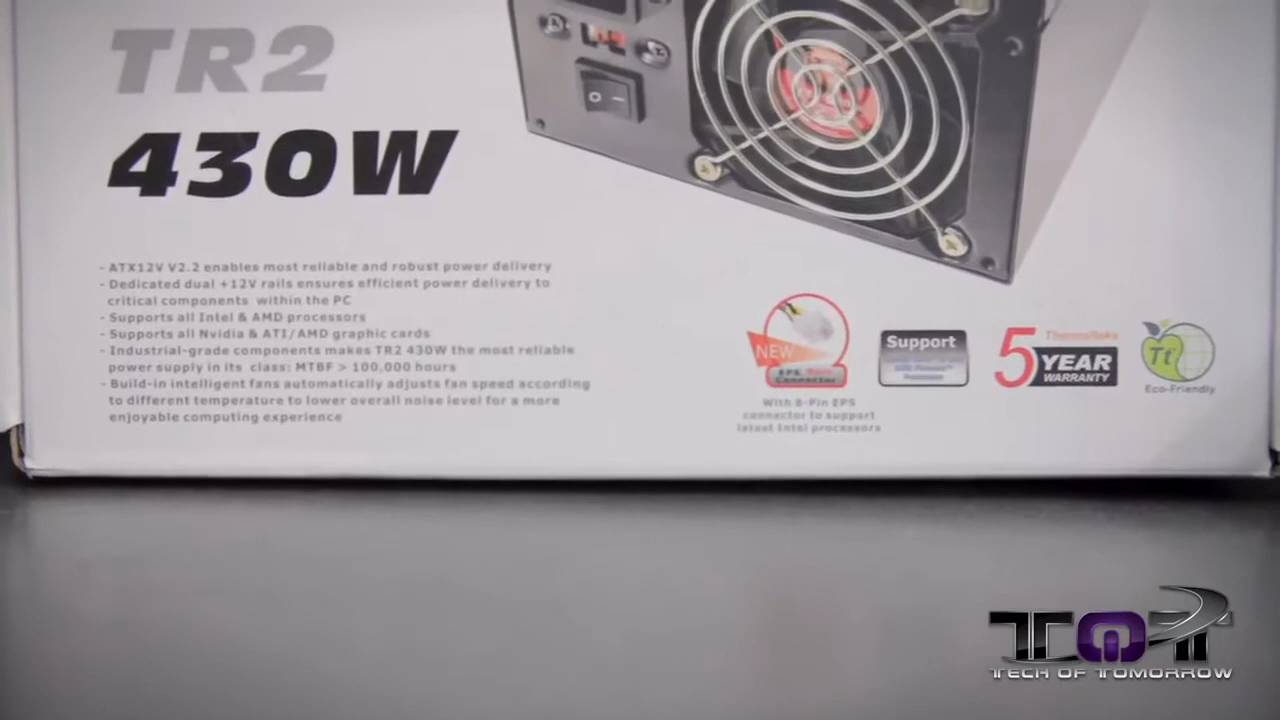 TR2
430W
- ATX12V V2.2 enables most reliable and robust power delivery
- Dedicated dual +12V rails ensures efficient power delivery to
critical components within the PC
- Supports all Intel & AMD processors
- Supports all Nvidia & ATI/AMD graphic cards
- Industrial-grade components makes TR2 430W the most reliable
power supply in its class: MTBF > 100,000 hours
- Build-in intelligent fans automatically adjusts fan speed according
to different temperature to lower overall noise level for a more
enjoyable computing experience
NEW
EPS
Connector
With 8-Pin EPS
connector to support
latest Intel processors
Support
Thermaltake
5 YEAR
WARRANTY
Tt
Eco-Friendly
TOT
TECH OF TOMORROW